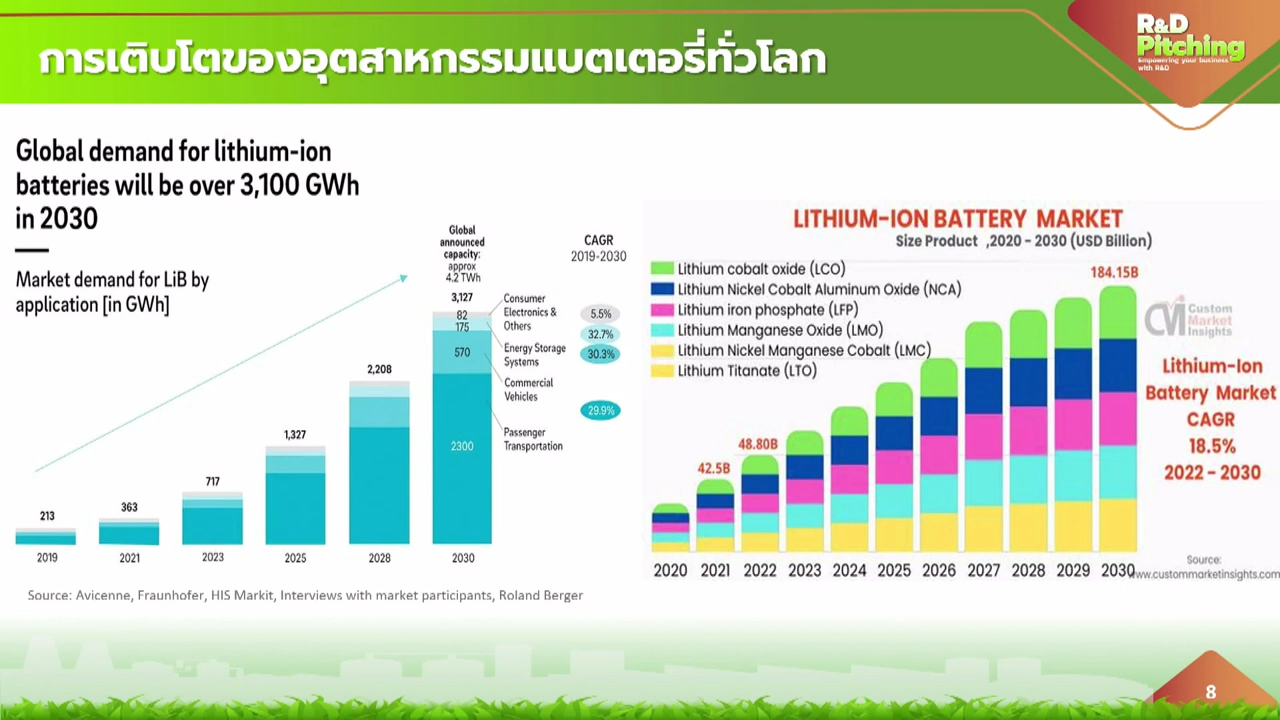 การเติบโตของอุตสาหกรรมแบตเตอรี่ทั่วโลก
R&D
Pitching
Empowering your business
with R&D
Global demand for lithium-ion
batteries will be over 3,100 GWh
in 2030
Market demand for LiB by
application [in GWh]
Global
announced
capacity:
approx
4.2 TWh
CAGR
2019-2030
213
363
717
1,327
2,208
3,127
82
175
570
2300
Consumer
Electronics &
Others
Energy Storage
Systems
Commercial
Vehicles
Passenger
Transportation
5.5%
32.7%
30.3%
29.9%
2019
2021
2023
2025
2028
2030
Source: Avicenne, Fraunhofer, HIS Markit, Interviews with market participants, Roland Berger
LITHIUM-ION BATTERY MARKET
Size Product ,2020 - 2030 (USD Billion)
Lithium cobalt oxide (LCO)
Lithium Nickel Cobalt Aluminum Oxide (NCA)
Lithium iron phosphate (LFP)
Lithium Manganese Oxide (LMO)
Lithium Nickel Manganese Cobalt (LMC)
Lithium Titanate (LTO)
42.5B
48.80B
184.15B
2020
2021
2022
2023
2024
2025
2026
2027
2028
2029
2030
CMI
Custom
Market
Insights
Lithium-Ion
Battery Market
CAGR
18.5%
2022 - 2030
Source:
www.custommarketinsights.com
8